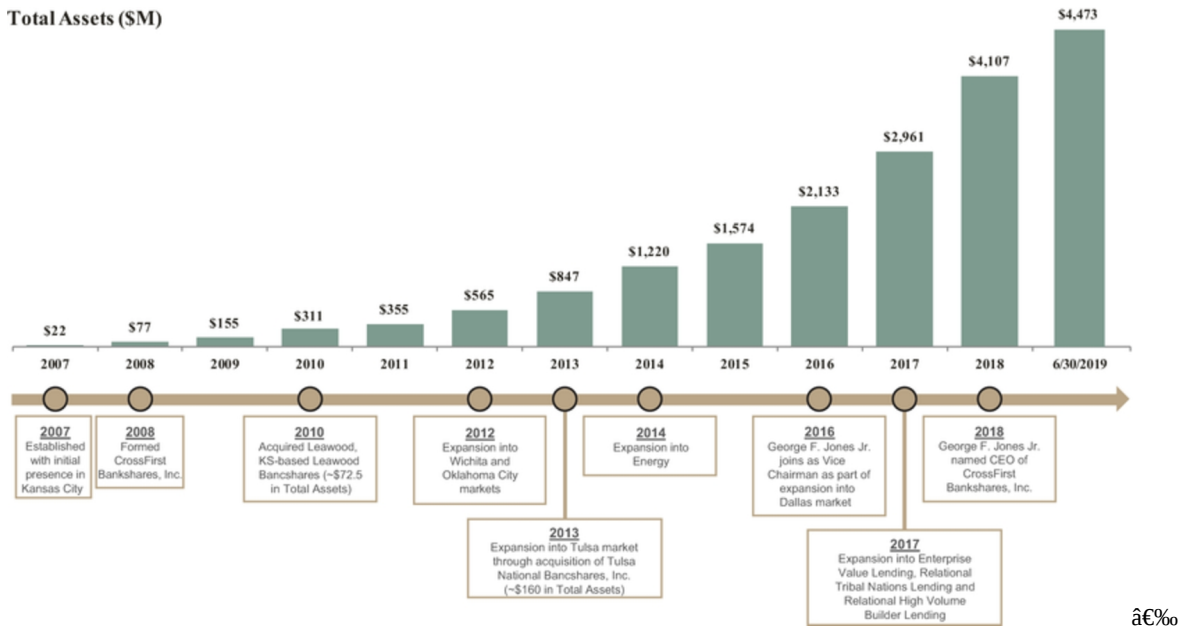 Total Assets ($M)
$22
$77
$155
$311
$355
$565
$847
$1,220
$1,574
$2,133
$2,961
$4,107
$4,473
2007
2008
2009
2010
2011
2012
2013
2014
2015
2016
2017
2018
6/30/2019
2007
Established
with initial
presence in
Kansas City
2008
Formed
CrossFirst
Bankshares, Inc.
2010
Acquired Leawood,
KS-based Leawood
Bancshares (~$72.5
in Total Assets)
2012
Expansion into
Wichita and
Oklahoma City
markets
2013
Expansion into Tulsa market
through acquisition of Tulsa
National Bancshares, Inc.
(~$160 in Total Assets)
2014
Expansion into
Energy
2016
George F. Jones Jr.
joins as Vice
Chairman as part of
expansion into
Dallas market
2017
Expansion into Enterprise
Value Lending, Relational
Tribal Nations Lending and
Relational High Volume
Builder Lending
2018
George F. Jones Jr.
named CEO of
CrossFirst
Bankshares, Inc.
â€‰